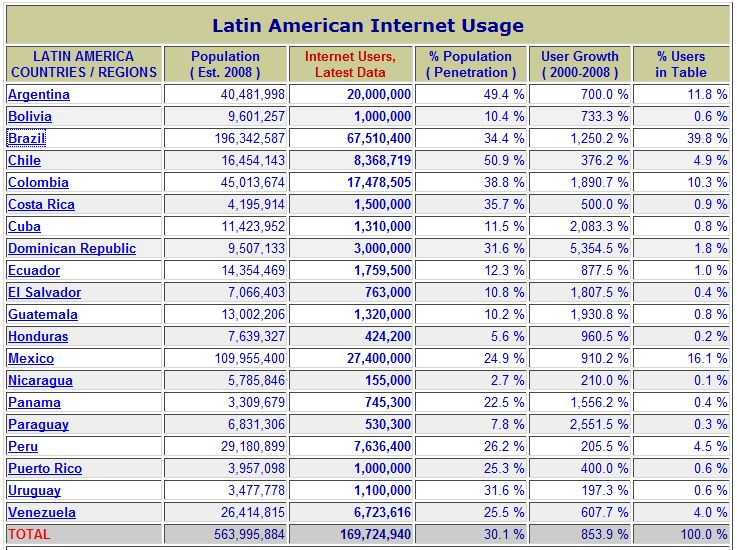 Latin American Internet Usage
LATIN AMERICA COUNTRIES / REGIONS Population ( Est. 2008 ) Internet Users, Latest Data % Population ( Penetration ) User Growth ( 2000-2008 ) % Users in Table
Argentina 40,481,998 20,000,000 49.4 % 700.0 % 11.8 %
Bolivia 9,601,257 1,000,000 10.4 % 733.3 % 0.6 %
Brazil 196,342,587 67,510,400 34.4 % 1,250.2 % 39.8 %
Chile 16,454,143 8,368,719 50.9 % 376.2 % 4.9 %
Colombia 45,013,674 17,478,505 38.8 % 1,890.7 % 10.3 %
Costa Rica 4,195,914 1,500,000 35.7 % 500.0 % 0.9 %
Cuba 11,423,952 1,310,000 11.5 % 2,083.3 % 0.8 %
Dominican Republic 9,507,133 3,000,000 31.6 % 5,354.5 % 1.8 %
Ecuador 14,354,469 1,759,500 12.3 % 877.5 % 1.0 %
El Salvador 7,066,403 763,000 10.8 % 1,807.5 % 0.4 %
Guatemala 13,002,206 1,320,000 10.2 % 1,930.8 % 0.8 %
Honduras 7,639,327 424,200 5.6 % 960.5 % 0.2 %
Mexico 109,955,400 27,400,000 24.9 % 910.2 % 16.1 %
Nicaragua 5,785,846 155,000 2.7 % 210.0 % 0.1 %
Panama 3,309,679 745,300 22.5 % 1,556.2 % 0.4 %
Paraguay 6,831,306 530,300 7.8 % 2,551.5 % 0.3 %
Peru 29,180,899 7,636,400 26.2 % 205.5 % 4.5 %
Puerto Rico 3,957,098 1,000,000 25.3 % 400.0 % 0.6 %
Uruguay 3,477,778 1,100,000 31.6 % 197.3 % 0.6 %
Venezuela 26,414,815 6,723,616 25.5 % 607.7 % 4.0 %
TOTAL 563,995,884 169,724,940 30.1 % 853.9 % 100.0 %